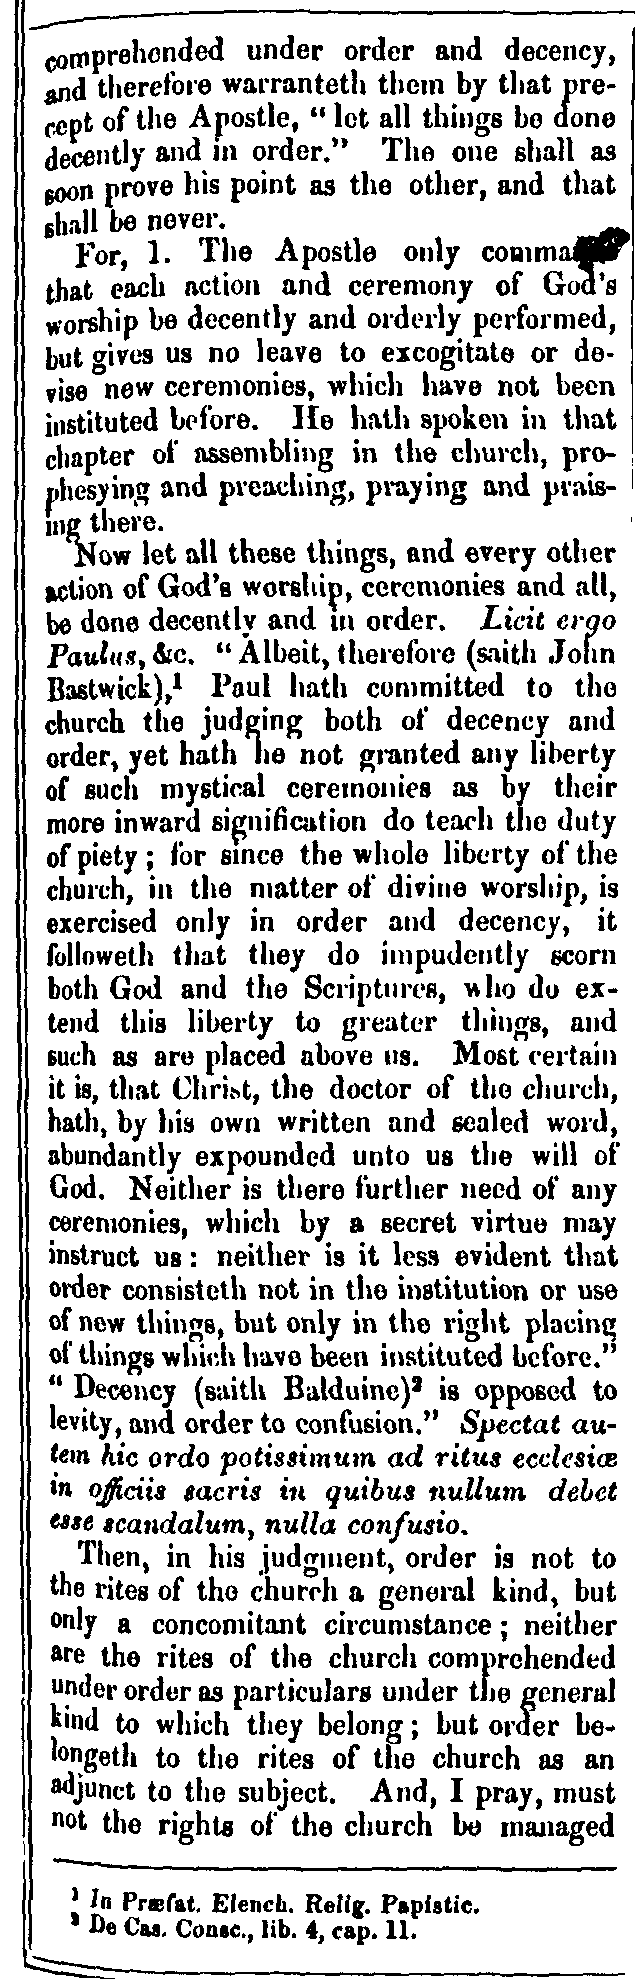 comprehended under order and decency,
and therefore warranteth them by that pre-
cept of the Apostle, “ let all things be done
decently and in order.” The one shall as
soon prove his point as the other, and that
shall be never.
For, 1. The Apostle only
that each action and ceremony of God's
worship be decently and orderly performed,
but gives us no leave to excogitate or de-
vise new ceremonies, which have not been
instituted before. He hath spoken in that
chapter of assembling in the church, pro-
phesying and preaching, praying and prais-
ing there.
Now let all these things, and every other
action of God's worship, ceremonies and all,
be done decently and in order. Licit ergo
Paulus, &c. “ Albeit, therefore (saith John
Bastwick),¹ Paul hath committed to the
church the judging both of decency and
order, yet hath he not granted any liberty
of such mystical ceremonies as by their
more inward signification do teach the duty
of piety ; for since the whole liberty of the
church, in the matter of divine worship, is
exercised only in order and decency, it
followeth that they do impudently scorn
both God and the Scriptures, who do ex-
tend this liberty to greater things, and
such as are placed above us. Most certain
it is, that Christ, the doctor of the church,
hath, by his own written and sealed word,
abundantly expounded unto us the will of
God. Neither is there further need of any
ceremonies, which by a secret virtue may
instruct us : neither is it less evident that
order consisteth not in the institution or use
of new things, but only in the right placing
of things which have been instituted before.”
“ Decency (saith Balduine)² is opposed to
levity, and order to confusion.” Spectat au-
tem hic ordo potissimum ad ritus ecclesiæ
in officiis sacris in quibus nullum debet
esse scandalum, nulla confusio.
Then, in his judgment, order is not to
the rites of the church a general kind, but
only a concomitant circumstance ; neither
are the rites of the church comprehended
under order as particulars under the general
kind to which they belong ; but order be-
longeth to the rites of the church as an
adjunct to the subject. And, I pray, must
not the rights of the church be managed
¹ In Præfat. Elench. Relig. Papistic.
² De Cas. Consc., lib. 4, cap. 11.